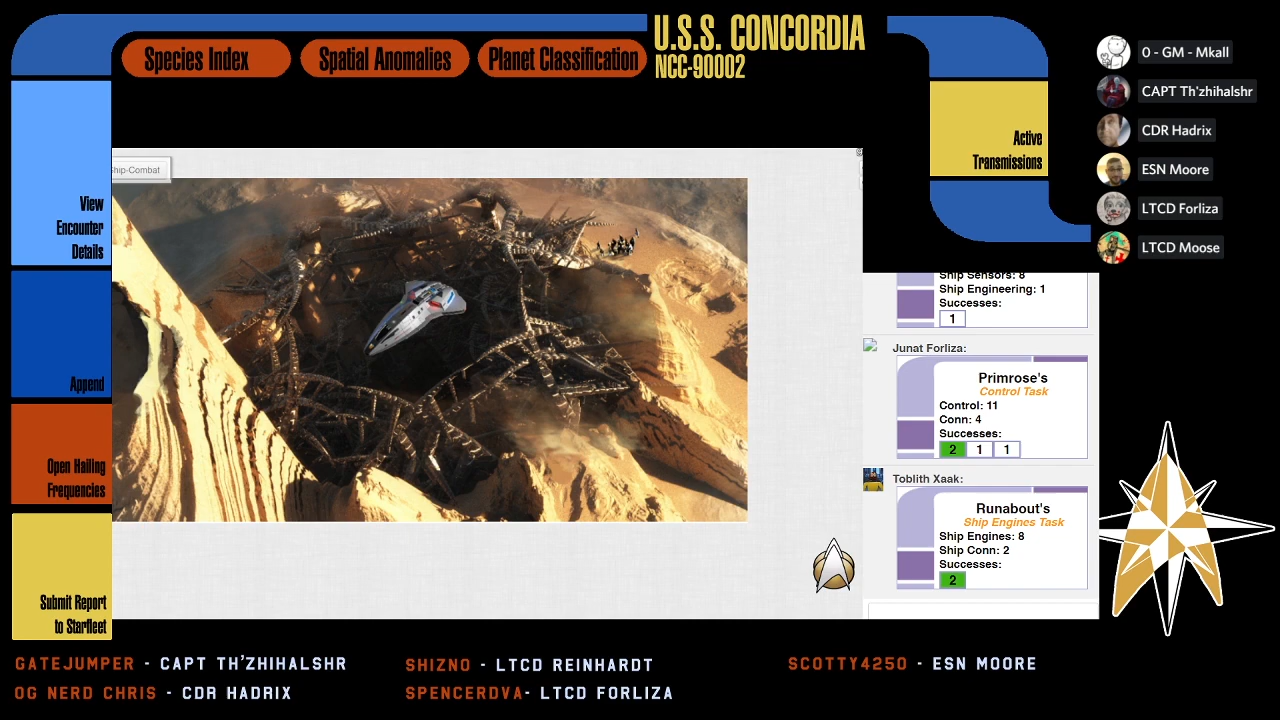 Species Index
Spatial Anomalies
Planet Classification
U.S.S. CONCORDIA
NCC-90002
View
Encounter
Details
Append
Open Hailing
Frequencies
Submit Report
to Starfleet
Ship-Combat
Active
Transmissions
0 - GM - Mkall
CAPT Th'zhihalshr
CDR Hadrix
ESN Moore
LTCD Forliza
LTCD Moose
Ship Sensors: 8
Ship Engineering: 1
Successes:
1
Junat Forliza:
Primrose's
Control Task
Control: 11
Conn: 4
Successes:
2 1 1
Toblith Xaak:
Runabout's
Ship Engines Task
Ship Engines: 8
Ship Conn: 2
Successes:
2
GATEJUMPER - CAPT TH'ZHIHALSHR
OG NERD CHRIS - CDR HADRIX
SHIZNO - LTCD REINHARDT
SPENCERDVA- LTCD FORLIZA
SCOTTY4250 - ESN MOORE